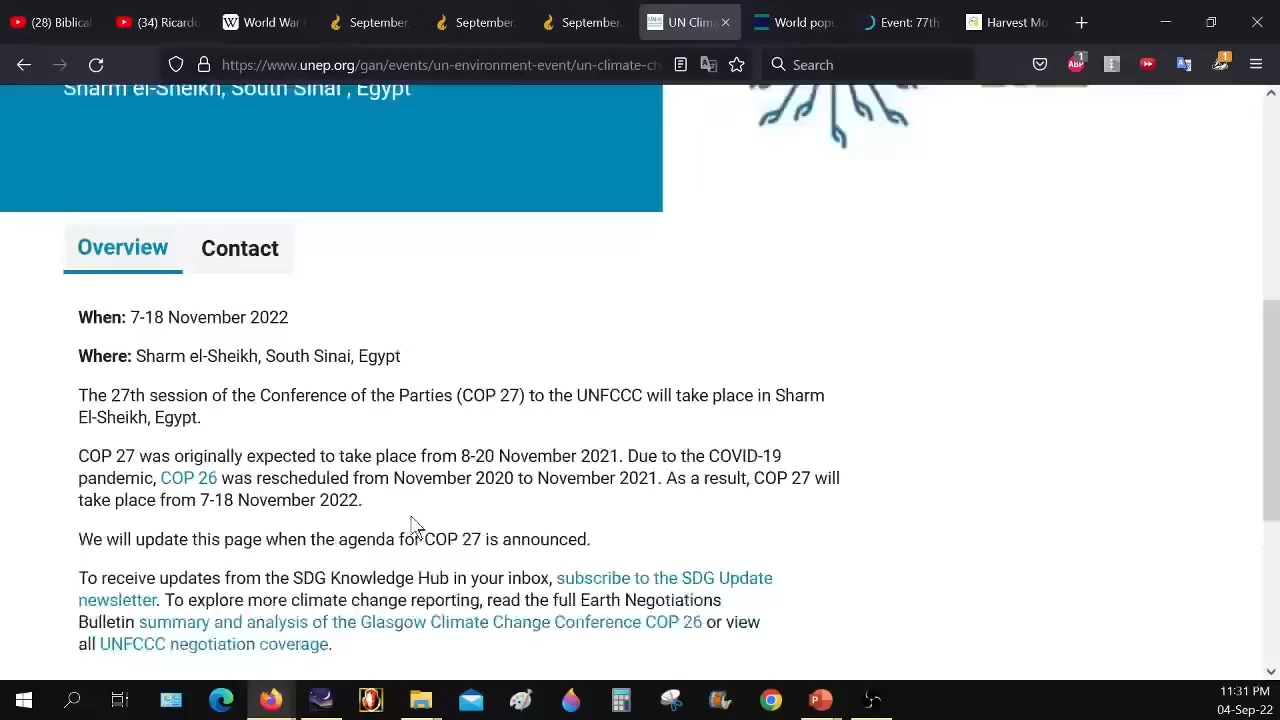 (28) Biblical
(34) Ricardo
World War
September
September
September
UN Clima
World popu
Event: 77th
Harvest Mo
https://www.unep.org/gan/events/un-environment-event/un-climate-ch
Search
ABP 1
1
Sharm el-Sheikh, South Sinai , Egypt
Overview
Contact
When: 7-18 November 2022
Where: Sharm el-Sheikh, South Sinai, Egypt
The 27th session of the Conference of the Parties (COP 27) to the UNFCCC will take place in Sharm
El-Sheikh, Egypt.
COP 27 was originally expected to take place from 8-20 November 2021. Due to the COVID-19
pandemic, COP 26 was rescheduled from November 2020 to November 2021. As a result, COP 27 will
take place from 7-18 November 2022.
We will update this page when the agenda for COP 27 is announced.
To receive updates from the SDG Knowledge Hub in your inbox, subscribe to the SDG Update
newsletter. To explore more climate change reporting, read the full Earth Negotiations
Bulletin summary and analysis of the Glasgow Climate Change Conference COP 26 or view
all UNFCCC negotiation coverage.
11:31 PM
04-Sep-22